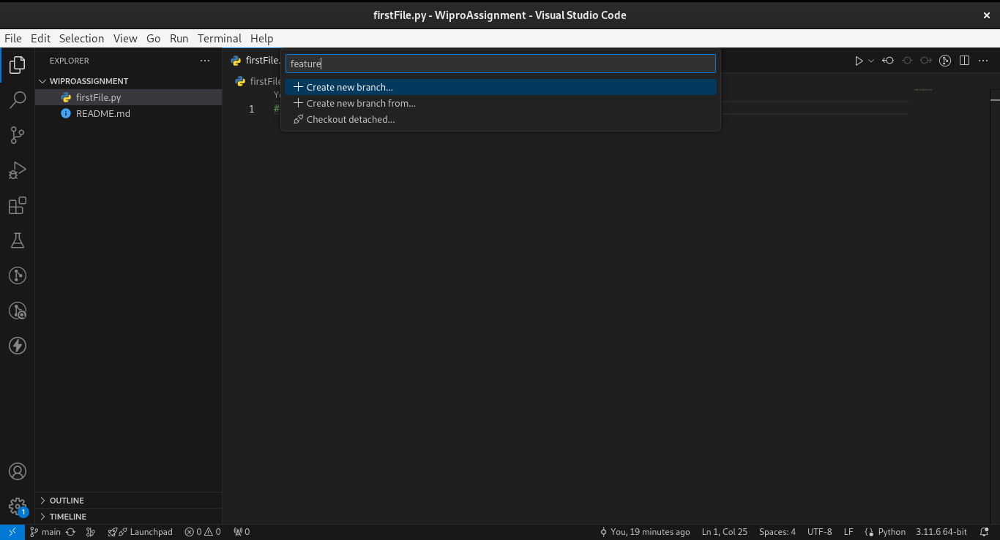 firstFile.py - WiproAssignment - Visual Studio Code
File Edit Selection View Go Run Terminal Help
EXPLORER
firstFile.
feature
WIPROASSIGNMENT
firstFile
Create new branch...
firstFile.py
Create new branch from...
1 #
README.md
Checkout detached...
OUTLINE
1
TIMELINE
main Launchpad 0 0 0 You, 19 minutes ago Ln 1, Col 25 Spaces: 4 UTF-8 LF Python 3.11.6 64-bit